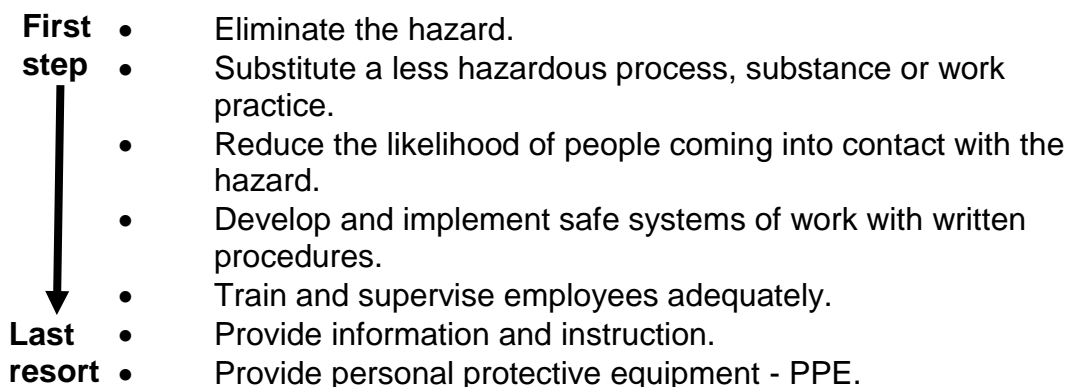 First • Eliminate the hazard.
step • Substitute a less hazardous process, substance or work
practice.
• Reduce the likelihood of people coming into contact with the
hazard.
• Develop and implement safe systems of work with written
procedures.
• Train and supervise employees adequately.
Last • Provide information and instruction.
resort • Provide personal protective equipment - PPE.